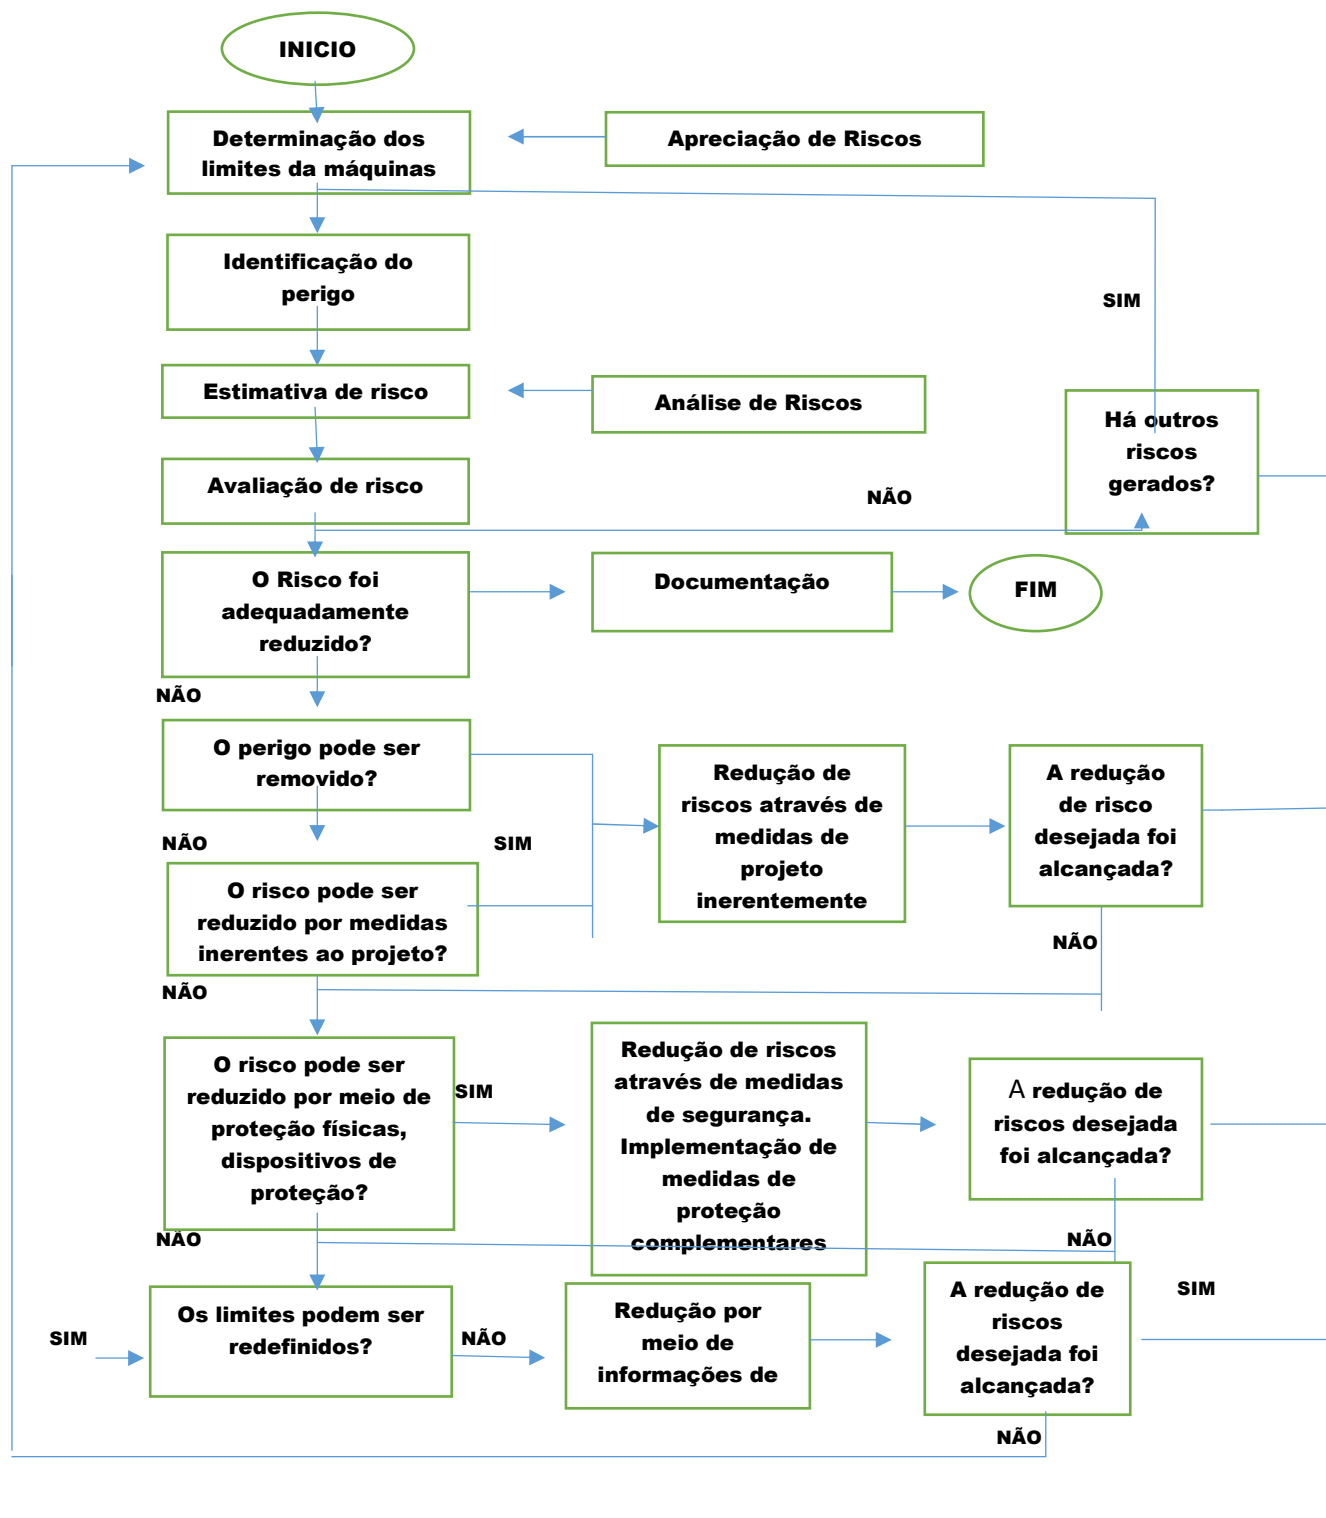 INICIO
Determinação dos
limites da máquinas
Apreciação de Riscos
Identificação do
perigo
SIM
Estimativa de risco
Análise de Riscos
Há outros
riscos
gerados?
Avaliação de risco
NÃO
O Risco foi
adequadamente
reduzido?
Documentação
FIM
NÃO
O perigo pode ser
removido?
Redução de
riscos através de
medidas de
projeto
inerentemente
A redução
de risco
desejada foi
alcançada?
NÃO
SIM
O risco pode ser
reduzido por medidas
inerentes ao projeto?
NÃO
NÃO
O risco pode ser
reduzido por meio de
proteção físicas,
dispositivos de
proteção?
SIM
Redução de riscos
através de medidas
de segurança.
Implementação de
medidas de
proteção
complementares
A redução de
riscos desejada
foi alcançada?
NÃO
NÃO
Os limites podem ser
redefinidos?
SIM
NÃO
Redução por
meio de
informações de
A redução de
riscos
desejada foi
alcançada?
SIM
NÃO